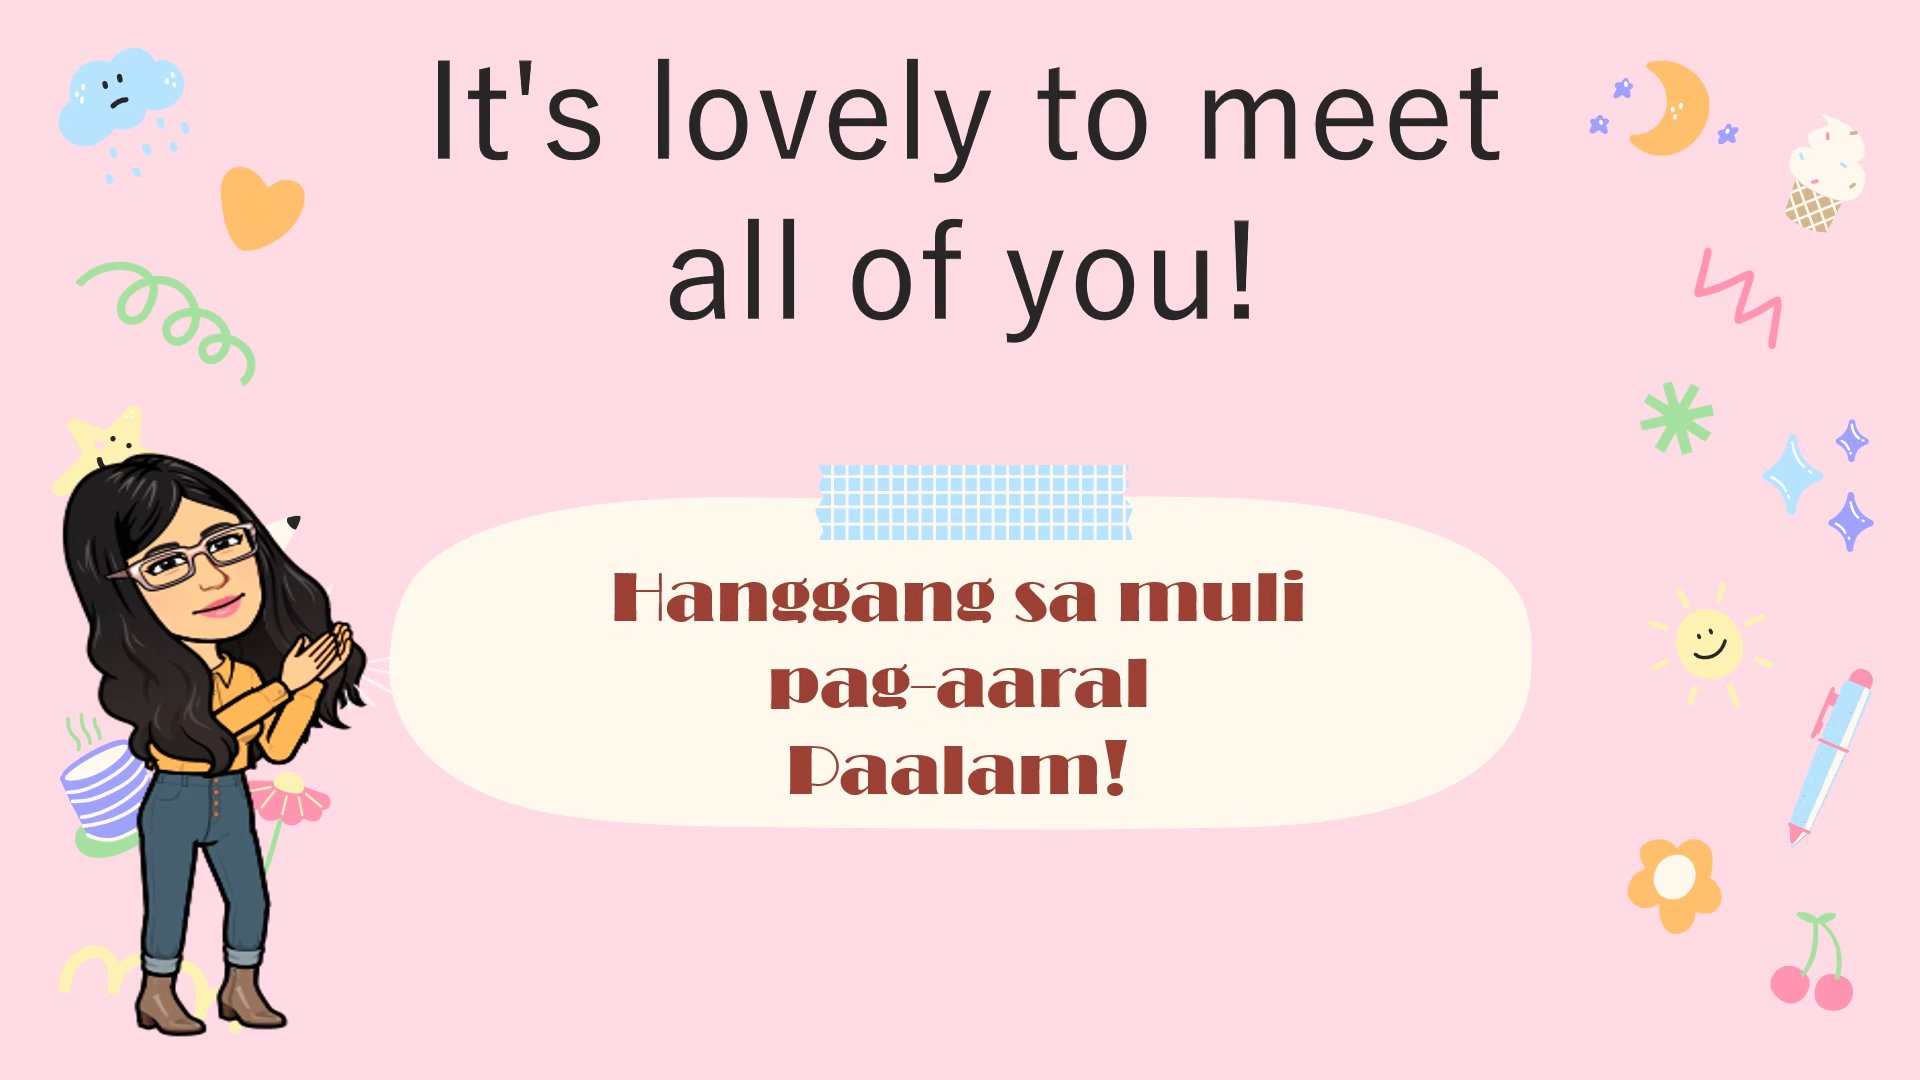 It's lovely to meet
all of you!
Hanggang sa muli
pag-aaral
Paalam!